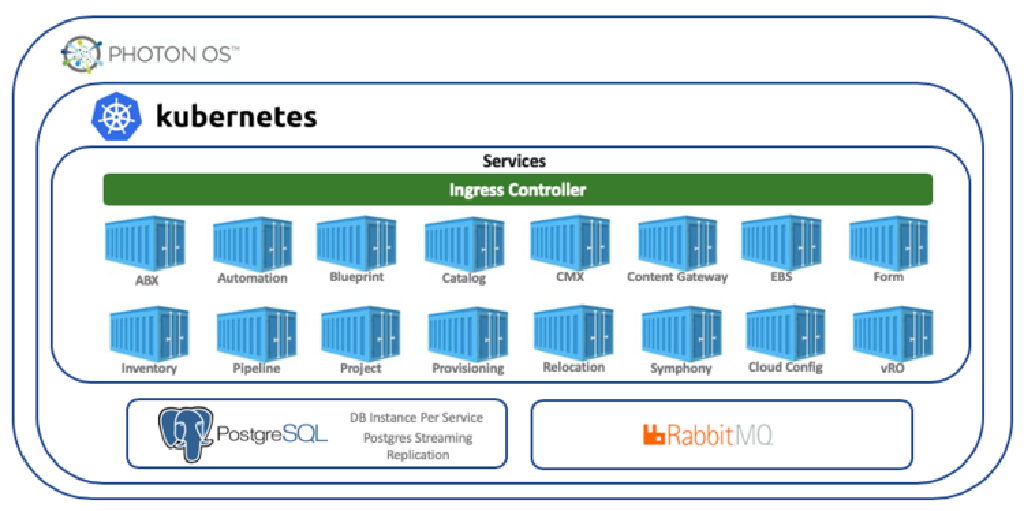 PHOTON OS™
kubernetes
Services
Ingress Controller
ABX
Automation
Blueprint
Catalog
CMX
Content Gateway
EBS
Form
Inventory
Pipeline
Project
Provisioning
Relocation
Symphony
Cloud Config
vRO
PostgreSQL
DB Instance Per Service
Postgres Streaming
Replication
RabbitMQ